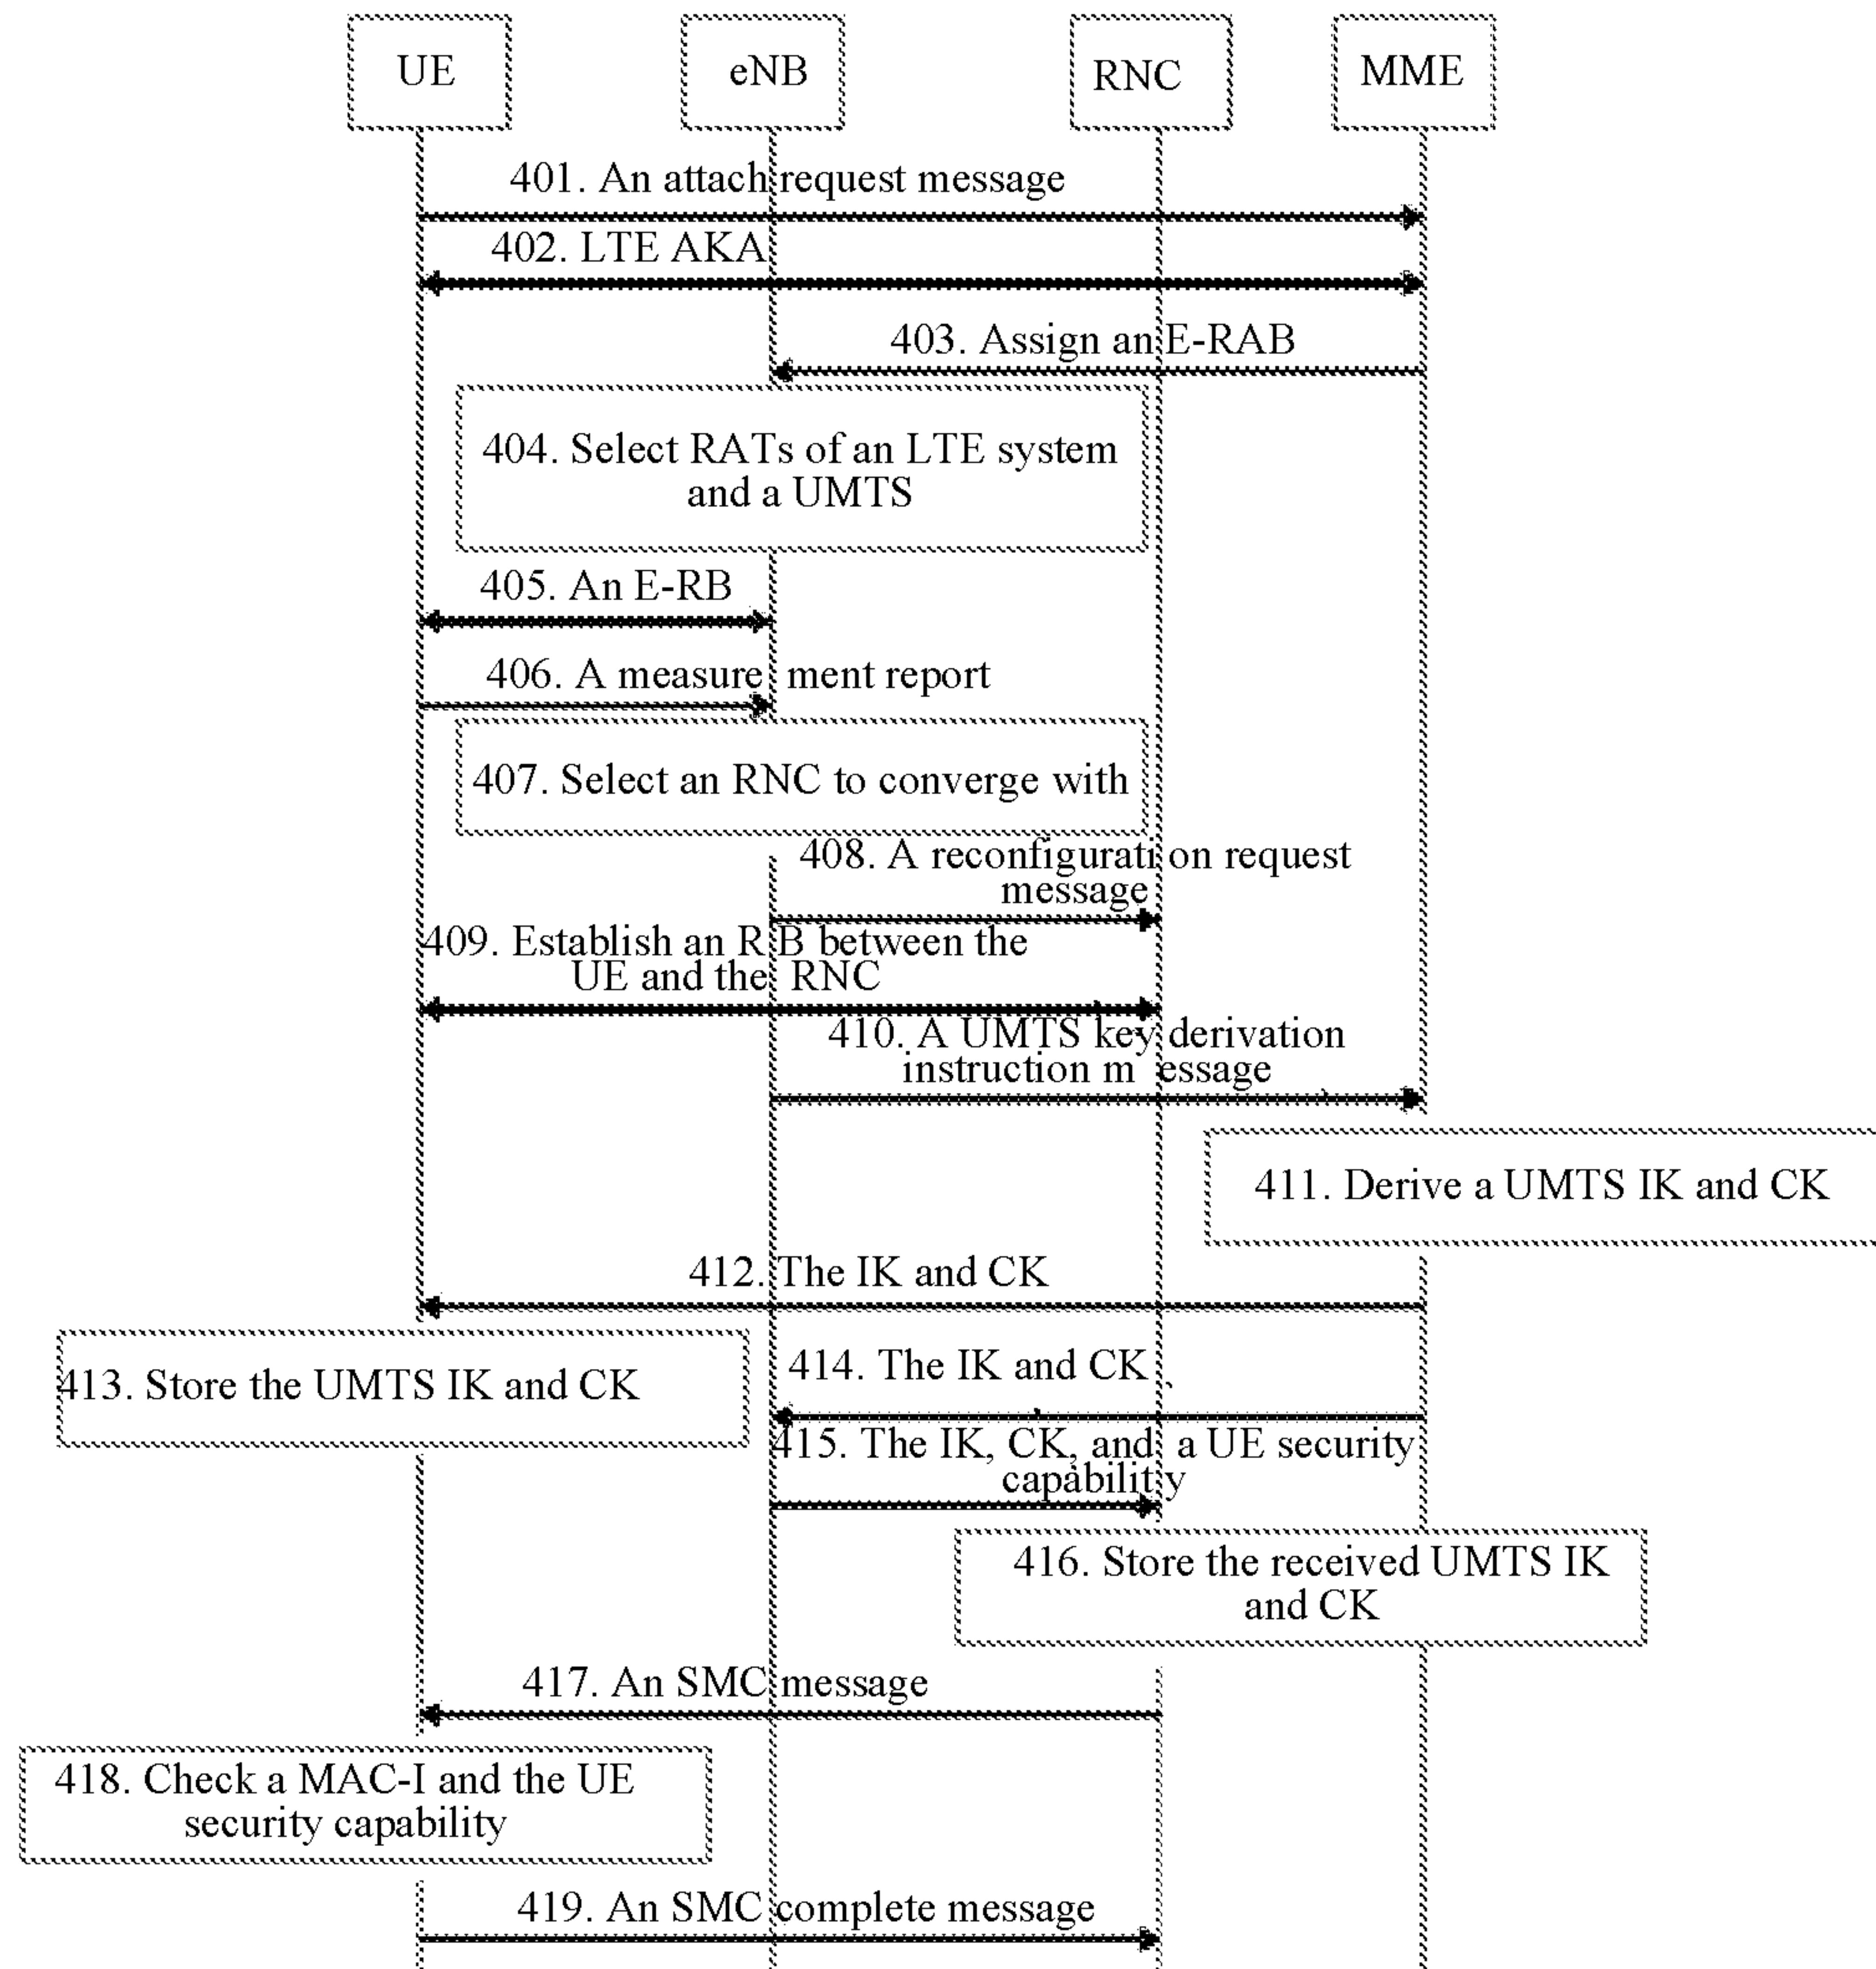 UE
eNB
RNC
MME
401. An attach request message
402. LTE AKA
403. Assign an E-RAB
404. Select RATs of an LTE system
and a UMTS
405. An E-RB
406. A measure ment report
407. Select an RNC to converge with
408. A reconfigurati on request
message
409. Establish an R B between the
UE and the RNC
410. A UMTS key derivation
instruction m essage
411. Derive a UMTS IK and CK
412. The IK and CK
413. Store the UMTS IK and CK
414. The IK and CK
415. The IK, CK, and a UE security
capabilit y
416. Store the received UMTS IK
and CK
417. An SMC message
418. Check a MAC-I and the UE
security capability
419. An SMC complete message